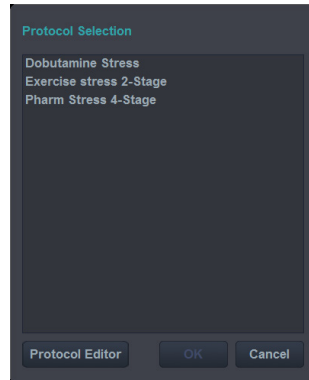 Protocol Selection
Dobutamine Stress
Exercise stress 2-Stage
Pharm Stress 4-Stage
Protocol Editor OK Cancel